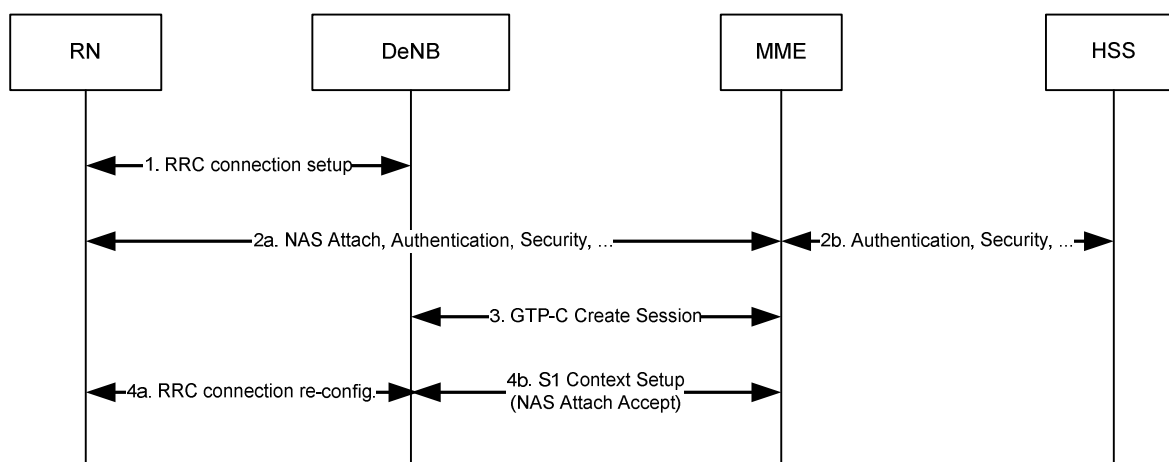 RN
DeNB
MME
HSS
1. RRC connection setup
2a. NAS Attach, Authentication, Security, ...
2b. Authentication, Security, ...
3. GTP-C Create Session
4a. RRC connection re-config.
4b. S1 Context Setup
(NAS Attach Accept)